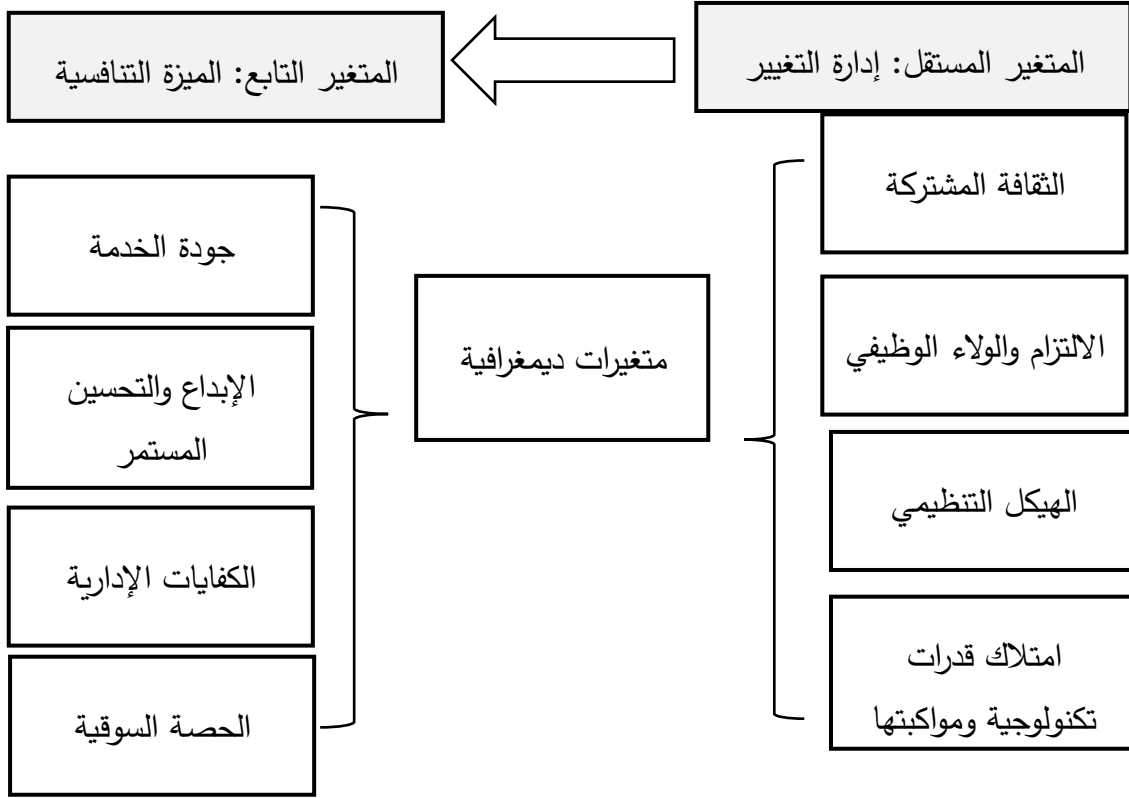 المتغير المستقل: إدارة التغيير
المتغير التابع: الميزة التنافسية
الثقافة المشتركة
الالتزام والولاء الوظيفي
الهيكل التنظيمي
امتلاك قدرات
تكنولوجية ومواكبتها
متغيرات ديمغرافية
جودة الخدمة
الإبداع والتحسين
المستمر
الكفايات الإدارية
الحصة السوقية